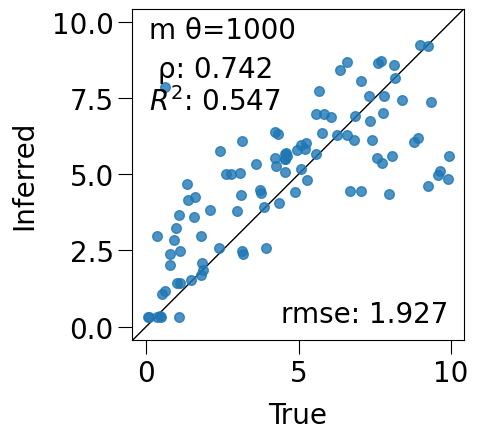 m θ=1000
ρ: 0.742
R²: 0.547
rmse: 1.927
Inferred
10.0
7.5
5.0
2.5
0.0
0 5 10
True